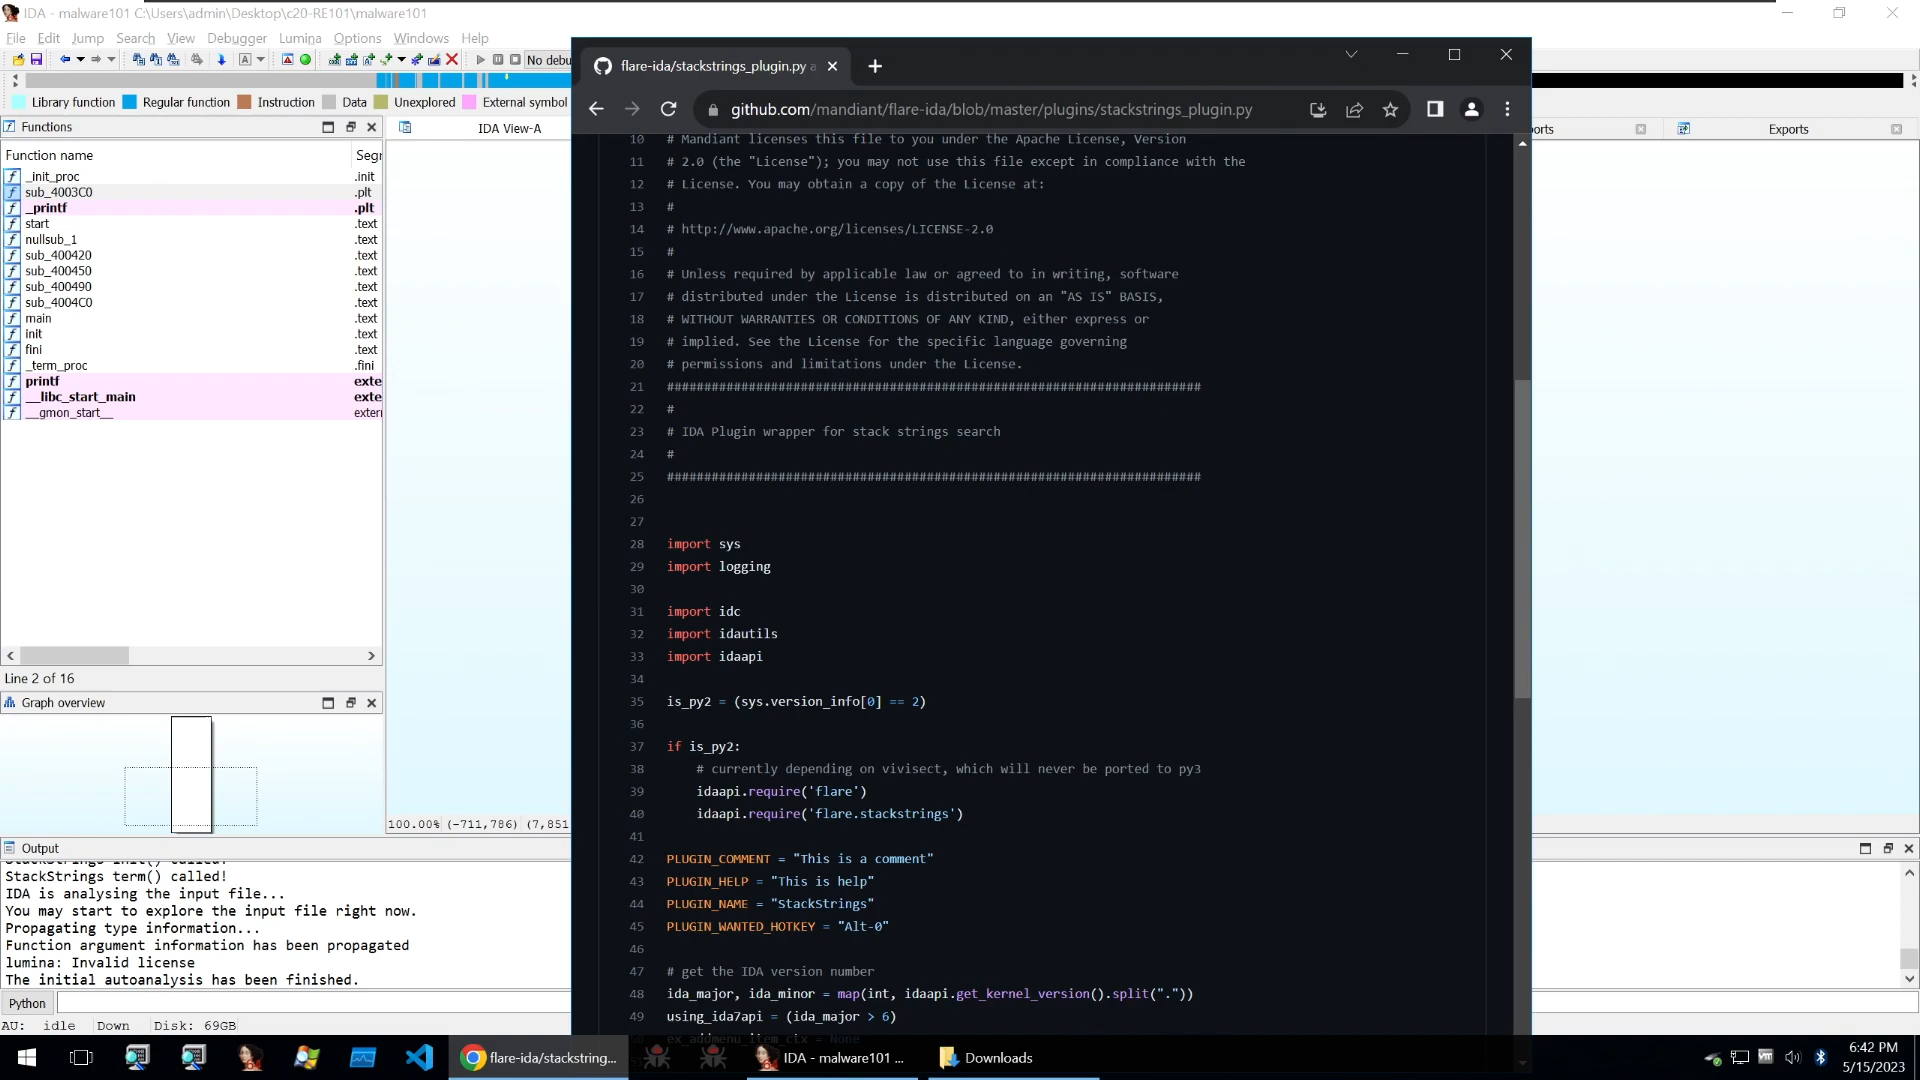 IDA - malware101 C:\Users\admin\Desktop\c20-RE101\malware101
File Edit Jump Search View Debugger Lumina Options Windows Help
No debu
Library function Regular function Instruction Data Unexplored External symbol
Functions
IDA View-A
Function name Segr
_init_proc .init
sub_4003C0 .plt
_printf .plt
start .text
nullsub_1 .text
sub_400420 .text
sub_400450 .text
sub_400490 .text
sub_4004C0 .text
main .text
init .text
fini .text
_term_proc .fini
printf exte
__libc_start_main exte
__gmon_start__ exter
Line 2 of 16
Graph overview
100.00% (-711,786) (7,851
Output
StackStrings init() called!
StackStrings term() called!
IDA is analysing the input file...
You may start to explore the input file right now.
Propagating type information...
Function argument information has been propagated
lumina: Invalid license
The initial autoanalysis has been finished.
Python
AU: idle Down Disk: 69GB
flare-ida/stackstrings_plugin.py a
github.com/mandiant/flare-ida/blob/master/plugins/stackstrings_plugin.py
10 # Mandiant licenses this file to you under the Apache License, Version
11 # 2.0 (the "License"); you may not use this file except in compliance with the
12 # License. You may obtain a copy of the License at:
13 #
14 # http://www.apache.org/licenses/LICENSE-2.0
15 #
16 # Unless required by applicable law or agreed to in writing, software
17 # distributed under the License is distributed on an "AS IS" BASIS,
18 # WITHOUT WARRANTIES OR CONDITIONS OF ANY KIND, either express or
19 # implied. See the License for the specific language governing
20 # permissions and limitations under the License.
21 ########################################################################
22 #
23 # IDA Plugin wrapper for stack strings search
24 #
25 ########################################################################
26
27
28 import sys
29 import logging
30
31 import idc
32 import idautils
33 import idaapi
34
35 is_py2 = (sys.version_info[0] == 2)
36
37 if is_py2:
38 # currently depending on vivisect, which will never be ported to py3
39 idaapi.require('flare')
40 idaapi.require('flare.stackstrings')
41
42 PLUGIN_COMMENT = "This is a comment"
43 PLUGIN_HELP = "This is help"
44 PLUGIN_NAME = "StackStrings"
45 PLUGIN_WANTED_HOTKEY = "Alt-0"
46
47 # get the IDA version number
48 ida_major, ida_minor = map(int, idaapi.get_kernel_version().split("."))
49 using_ida7api = (ida_major > 6)
ex_addmenu_item_ctx = None
orts
Exports
flare-ida/stackstring...
IDA - malware101 ...
Downloads
6:42 PM
5/15/2023